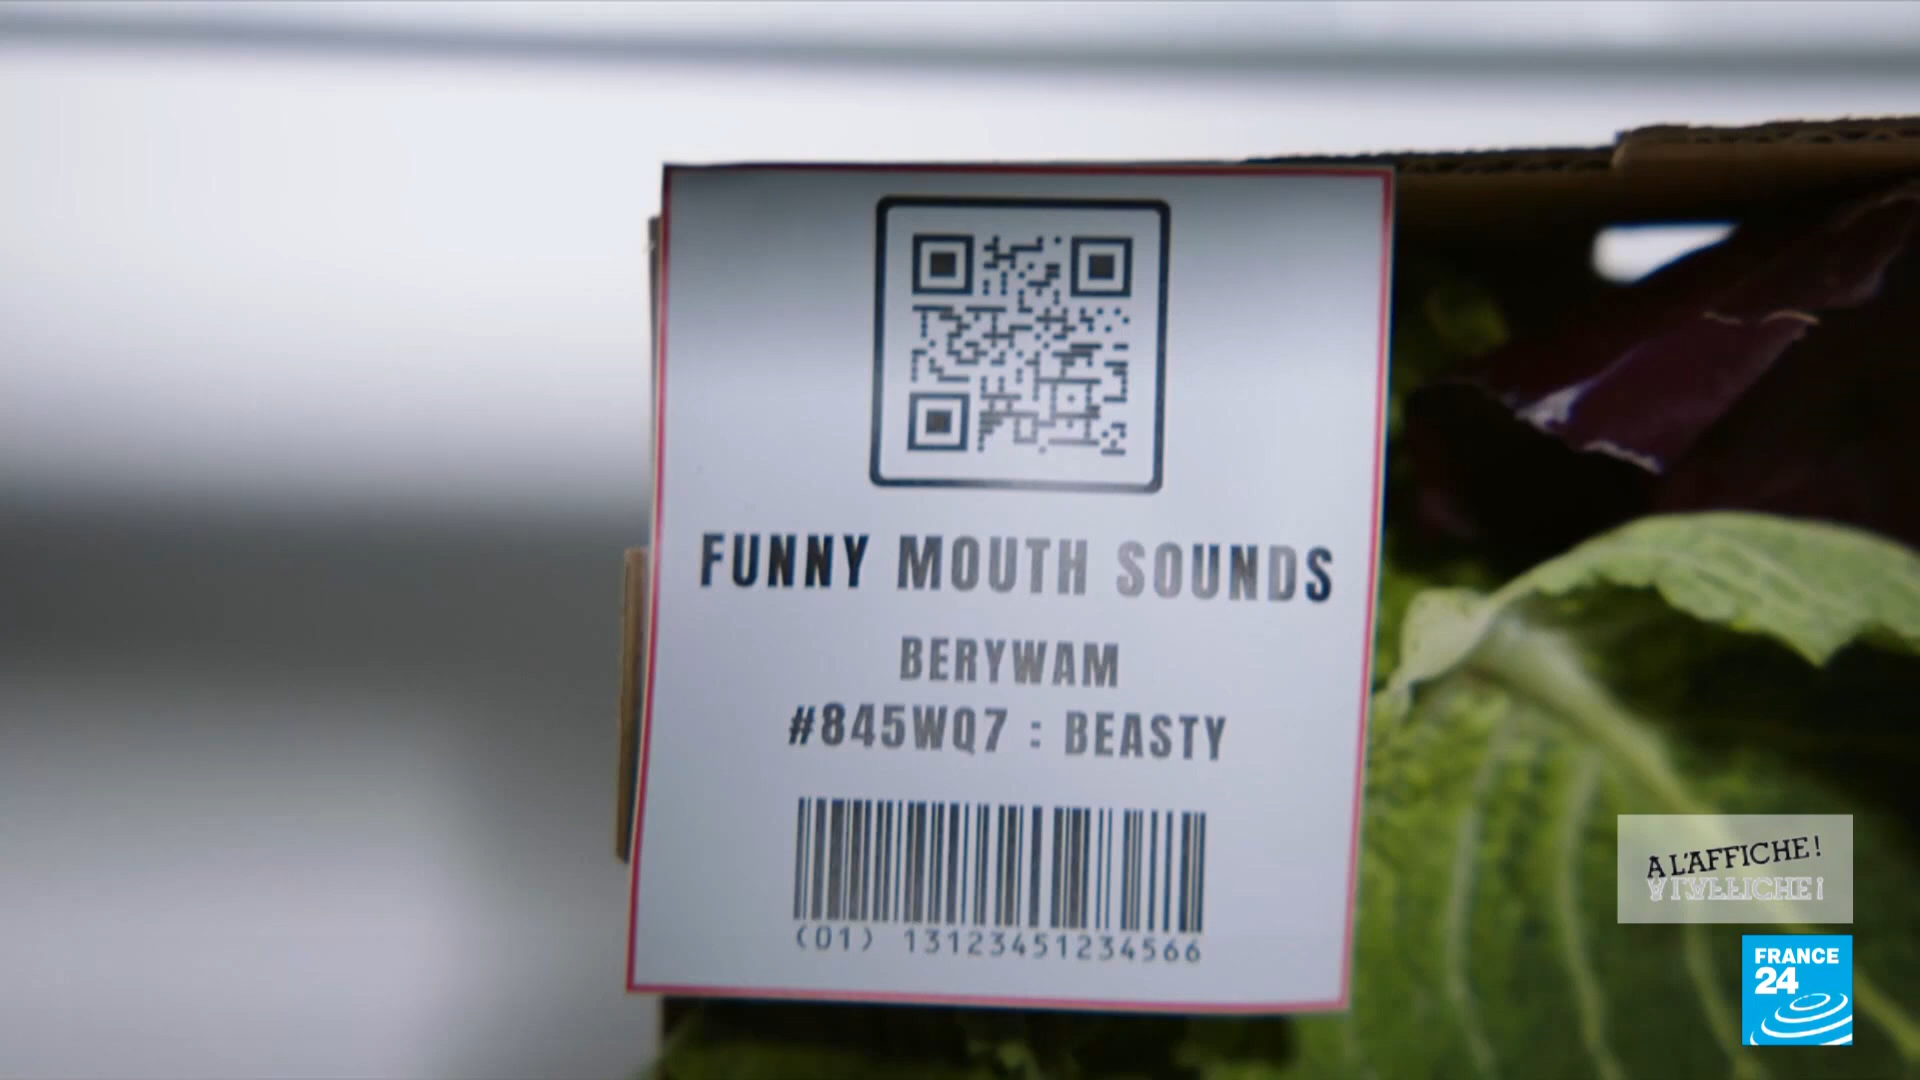 FUNNY MOUTH SOUNDS
BERYWAM
#845WQ7 : BEASTY
(01) 13123451234566
A L'AFFICHE!
FRANCE
24